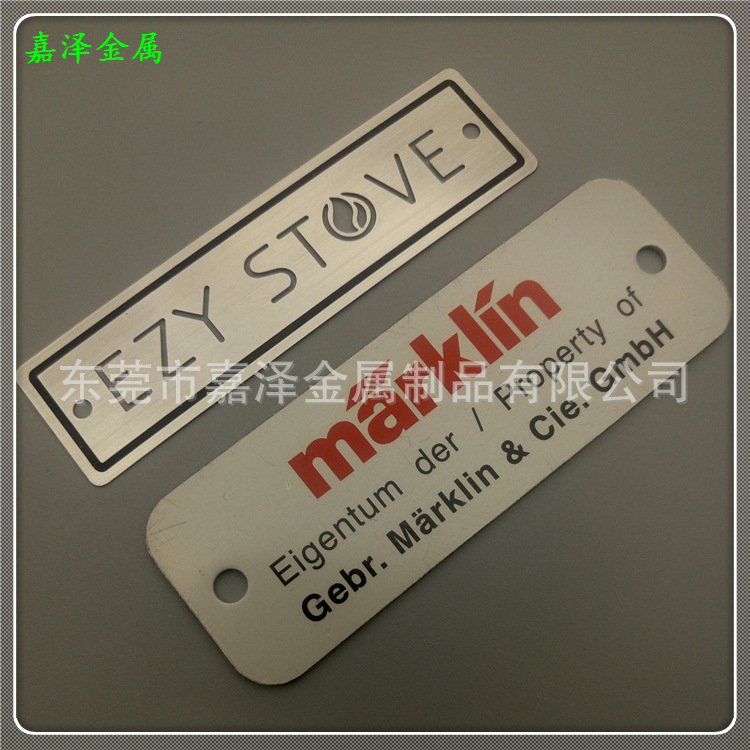 嘉泽金属
EZY STOVE
东莞市嘉泽金属制品有限公司
märklín
Eigentum der / Property of
Gebr. Märklin & Cie. GmbH